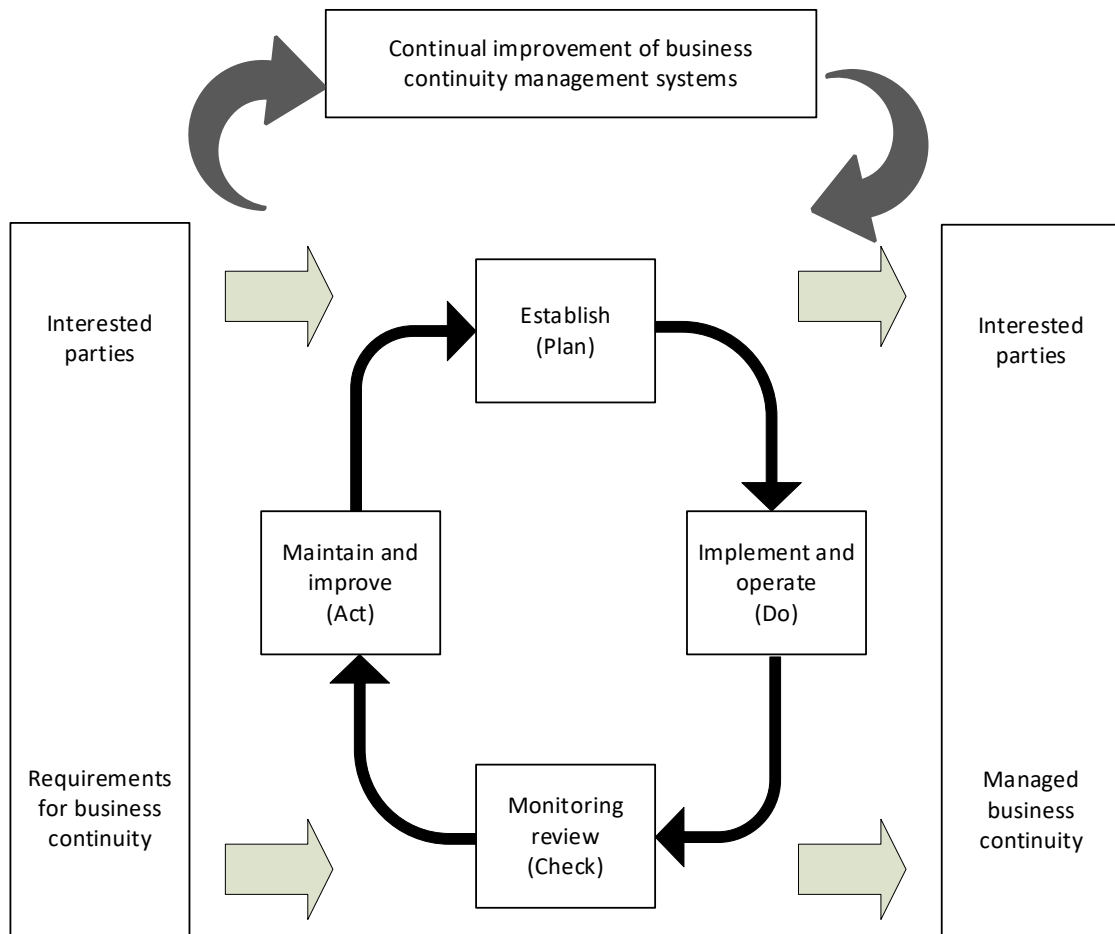 Continual improvement of business
continuity management systems
Interested
parties
Establish
(Plan)
Interested
parties
Maintain and
improve
(Act)
Implement and
operate
(Do)
Requirements
for business
continuity
Monitoring
review
(Check)
Managed
business
continuity